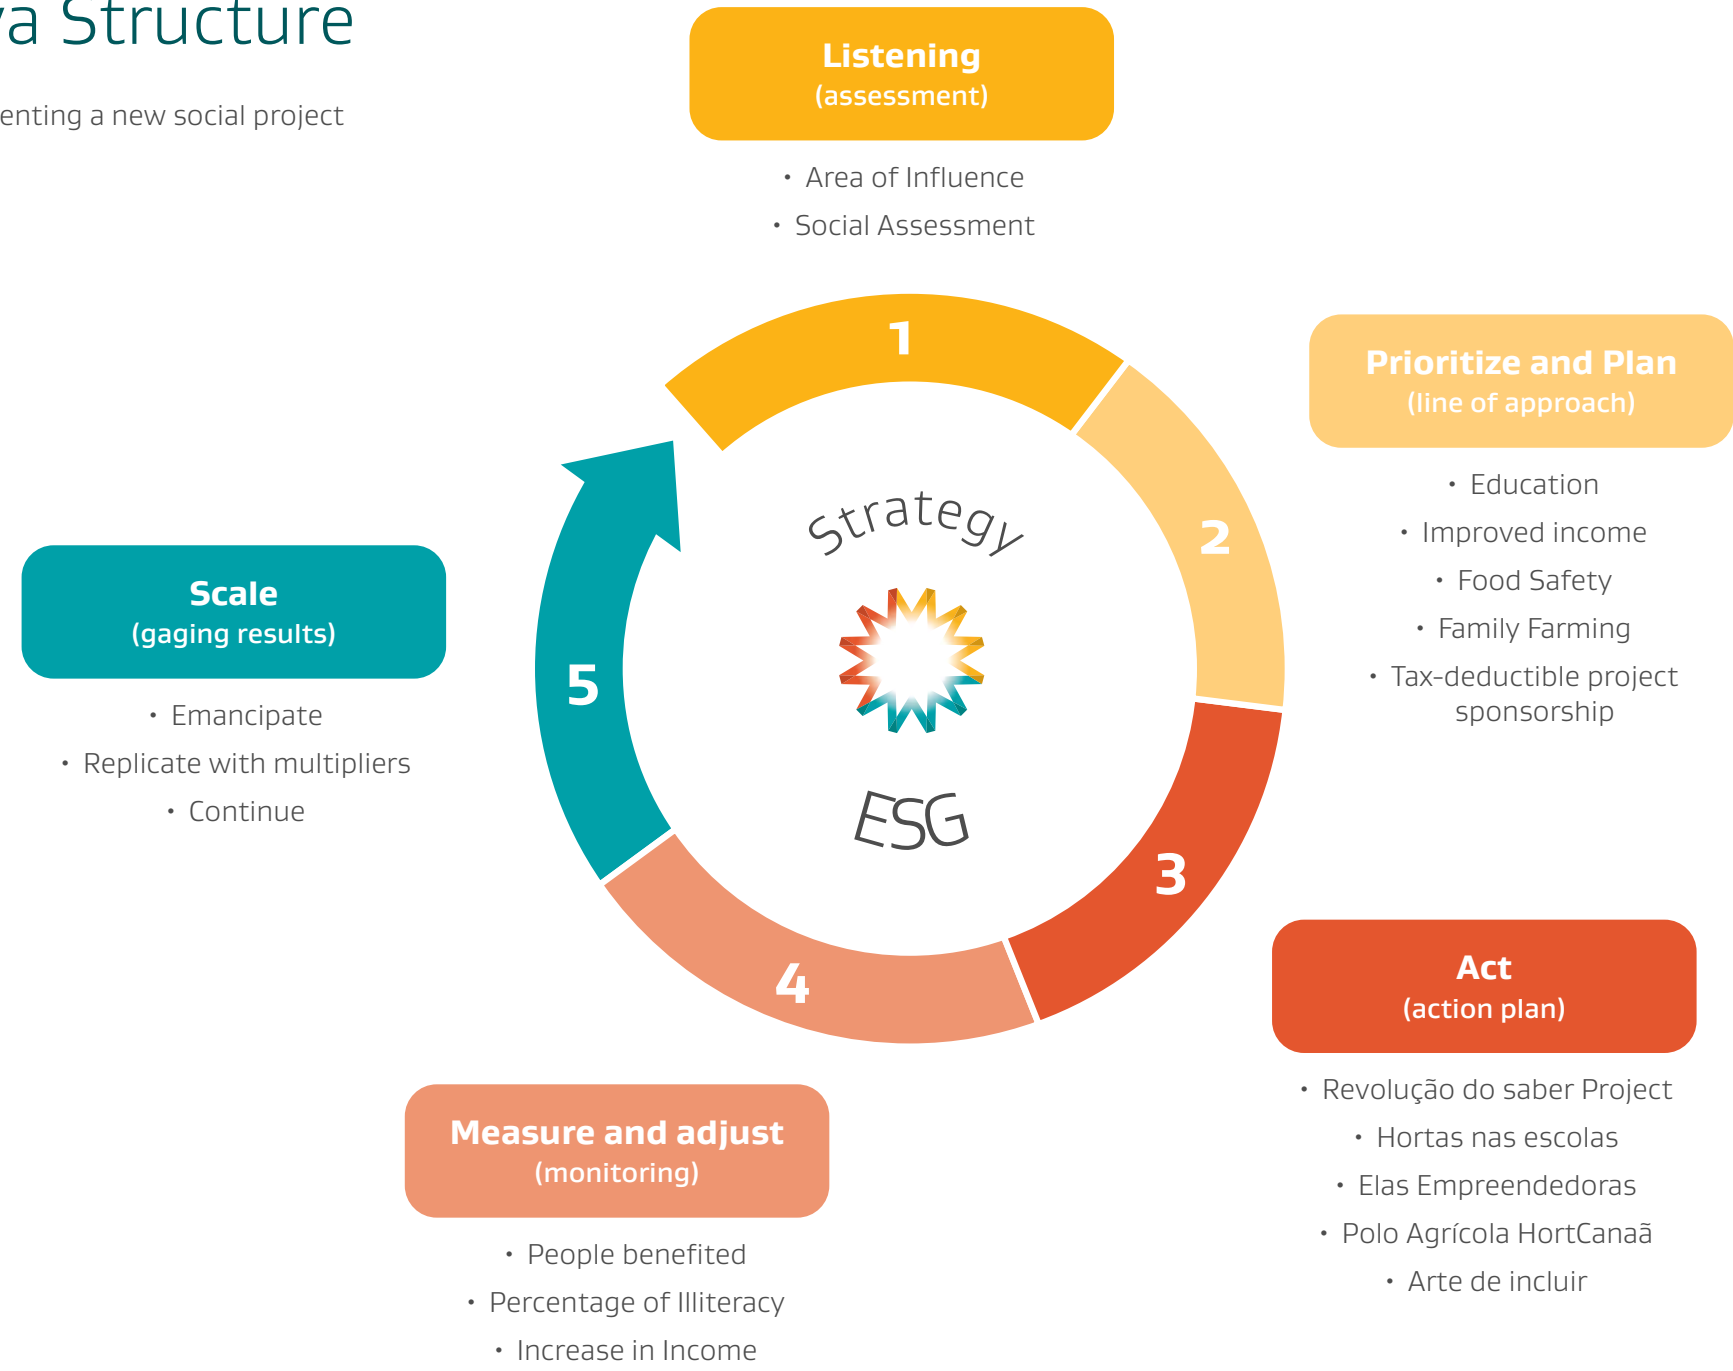 Structure
a new social project
Listening
(assessment)
• Area of Influence
• Social Assessment
1
Prioritize and Plan
(line of approach)
• Education
• Improved income
• Food Safety
• Family Farming
• Tax-deductible project
sponsorship
2
Strategy
ESG
Scale
(gaging results)
• Emancipate
• Replicate with multipliers
• Continue
5
3
Act
(action plan)
• Revolução do saber Project
• Hortas nas escolas
• Elas Empreendedoras
• Polo Agrícola HortCanaã
• Arte de incluir
4
Measure and adjust
(monitoring)
• People benefited
• Percentage of Illiteracy
• Increase in Income